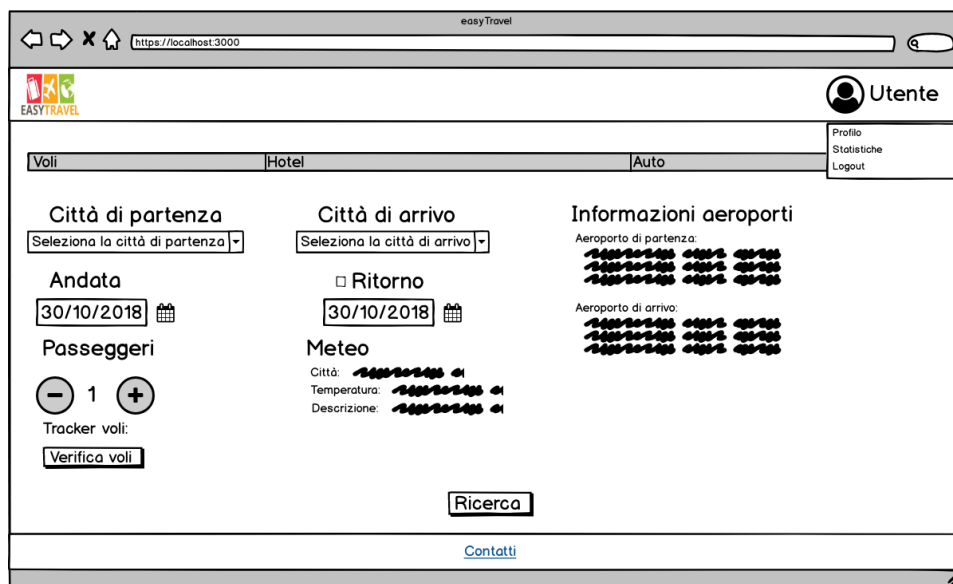 easyTravel
https://localhost:3000
EASYTRAVEL
Utente
Profilo
Statistiche
Logout
Voli
Hotel
Auto
Città di partenza
Seleziona la città di partenza
Città di arrivo
Seleziona la città di arrivo
Informazioni aeroporti
Aeroporto di partenza:
Aeroporto di arrivo:
Andata
30/10/2018
Ritorno
30/10/2018
Passeggeri
1
Meteo
Città:
Temperatura:
Descrizione:
Tracker voli:
Verifica voli
Ricerca
Contatti